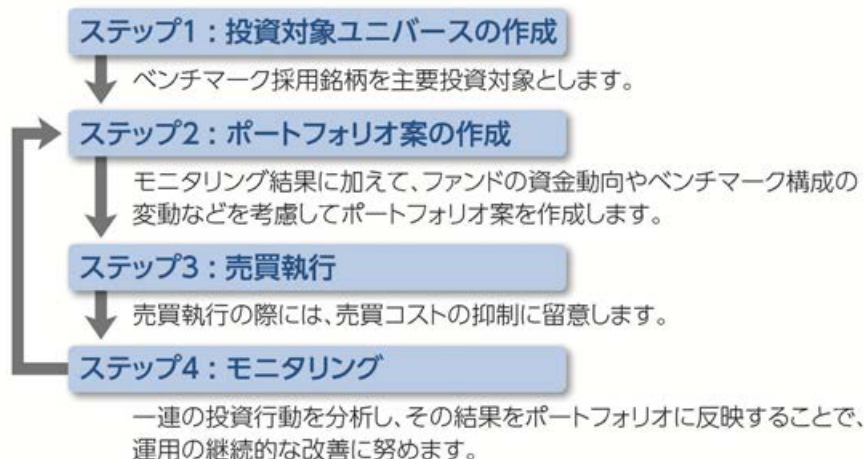 ステップ1：投資対象ユニバースの作成
ベンチマーク採用銘柄を主要投資対象とします。
ステップ2：ポートフォリオ案の作成
モニタリング結果に加えて、ファンドの資金動向やベンチマーク構成の
変動などを考慮してポートフォリオ案を作成します。
ステップ3：売買執行
売買執行の際には、売買コストの抑制に留意します。
ステップ4：モニタリング
一連の投資行動を分析し、その結果をポートフォリオに反映することで、
運用の継続的な改善に努めます。